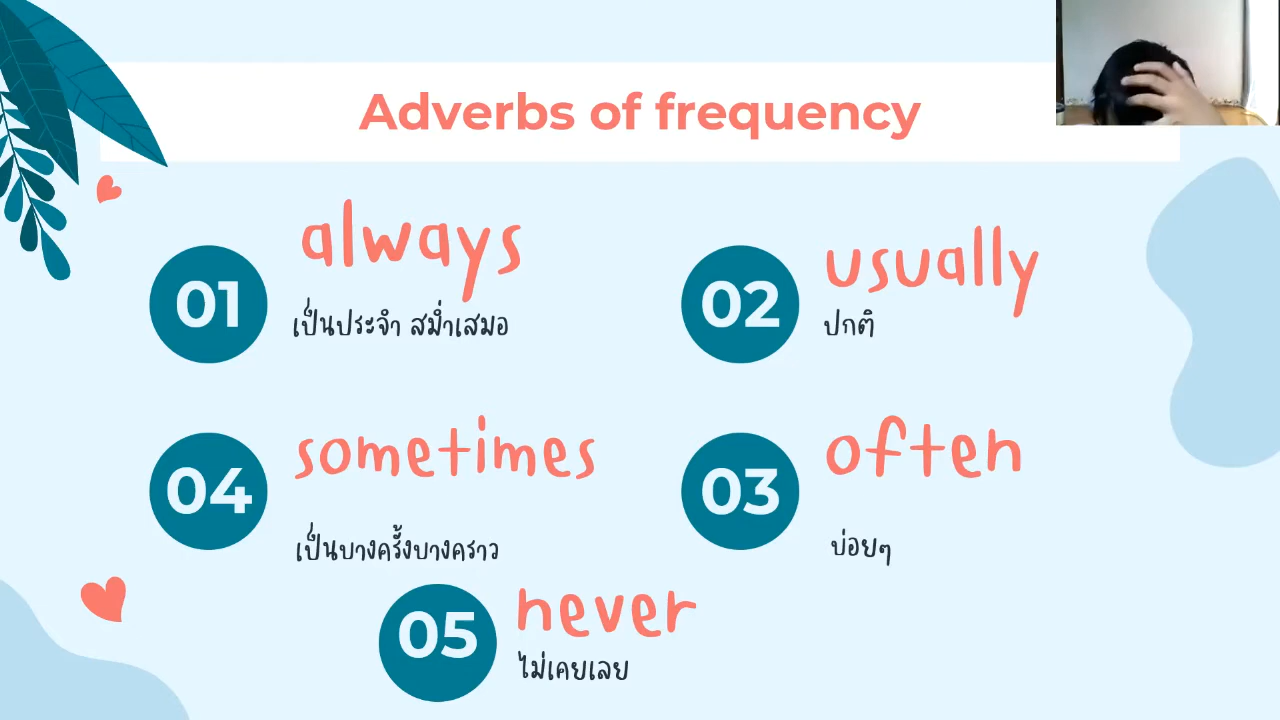 Adverbs of frequency
01
always
เป็นประจำ สม่ำเสมอ
02
usually
ปกติ
04
sometimes
เป็นบางครั้งบางคราว
03
often
บ่อยๆ
05
never
ไม่เคยเลย